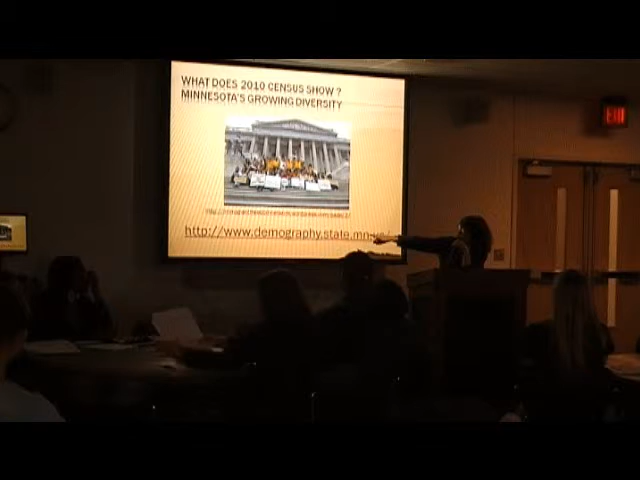 WHAT DOES 2010 CENSUS SHOW ?
MINNESOTA'S GROWING DIVERSITY
http://www.demography.state.mn
EXIT